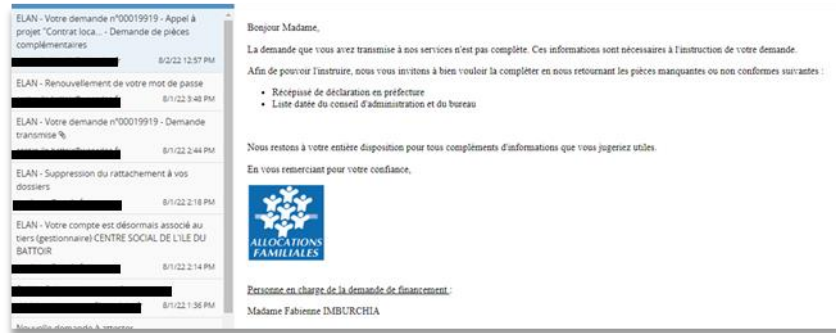 ELAN - Votre demande n°00019919 - Appel à
projet "Contrat loca... - Demande de pièces
complémentaires
8/2/22 12:57 PM
ELAN - Renouvellement de votre mot de passe
8/1/22 3:48 PM
ELAN - Votre demande n°00019919 - Demande
transmise
8/1/22 2:44 PM
ELAN - Suppression du rattachement à vos
dossiers
8/1/22 2:18 PM
ELAN - Votre compte est désormais associé au
tiers (gestionnaire) CENTRE SOCIAL DE L'ILE DU
BATTOIR
8/1/22 2:14 PM
8/1/22 1:36 PM
Nouvelle demande à attester
Bonjour Madame,
La demande que vous avez transmise à nos services n'est pas complète. Ces informations sont nécessaires à l'instruction de votre demande.
Afin de pouvoir l'instruire, nous vous invitons à bien vouloir la compléter en nous retournant les pièces manquantes ou non conformes suivantes :
• Récépissé de déclaration en préfecture
• Liste datée du conseil d'administration et du bureau
Nous restons à votre entière disposition pour tous compléments d'informations que vous jugeriez utiles.
En vous remerciant pour votre confiance,
ALLOCATIONS
FAMILIALES
Personne en charge de la demande de financement :
Madame Fabienne IMBURCHIA